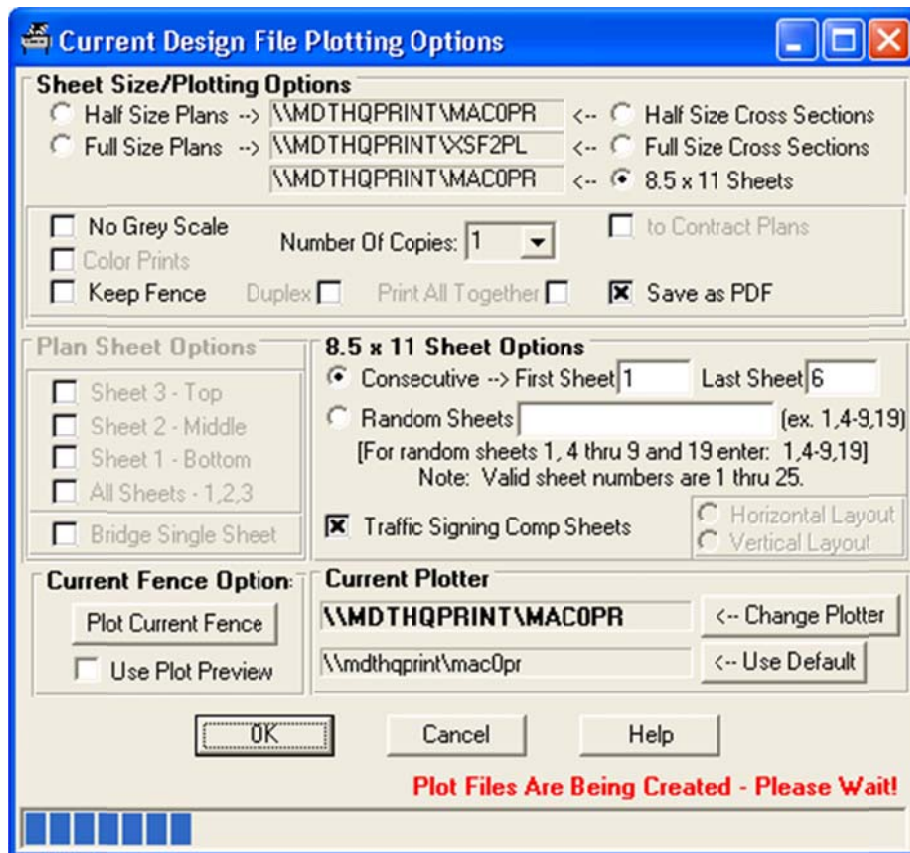 Current Design File Plotting Options
Sheet Size/Plotting Options
Half Size Plans --> \\MDTHQPRINT\MAC0PR <-- Half Size Cross Sections
Full Size Plans --> \\MDTHQPRINT\XSF2PL <-- Full Size Cross Sections
\\MDTHQPRINT\MAC0PR <-- 8.5 x 11 Sheets
No Grey Scale
Number Of Copies: 1
to Contract Plans
Color Prints
Keep Fence Duplex Print All Together Save as PDF
Plan Sheet Options
Sheet 3 - Top
Sheet 2 - Middle
Sheet 1 - Bottom
All Sheets - 1,2,3
Bridge Single Sheet
8.5 x 11 Sheet Options
Consecutive --> First Sheet 1 Last Sheet 6
Random Sheets (ex. 1,4-9,19)
[For random sheets 1, 4 thru 9 and 19 enter: 1,4-9,19]
Note: Valid sheet numbers are 1 thru 25.
Traffic Signing Comp Sheets
Horizontal Layout
Vertical Layout
Current Fence Option:
Plot Current Fence
Use Plot Preview
Current Plotter
\\MDTHQPRINT\MAC0PR <-- Change Plotter
\\mdthqprint\mac0pr <-- Use Default
OK Cancel Help
Plot Files Are Being Created - Please Wait!